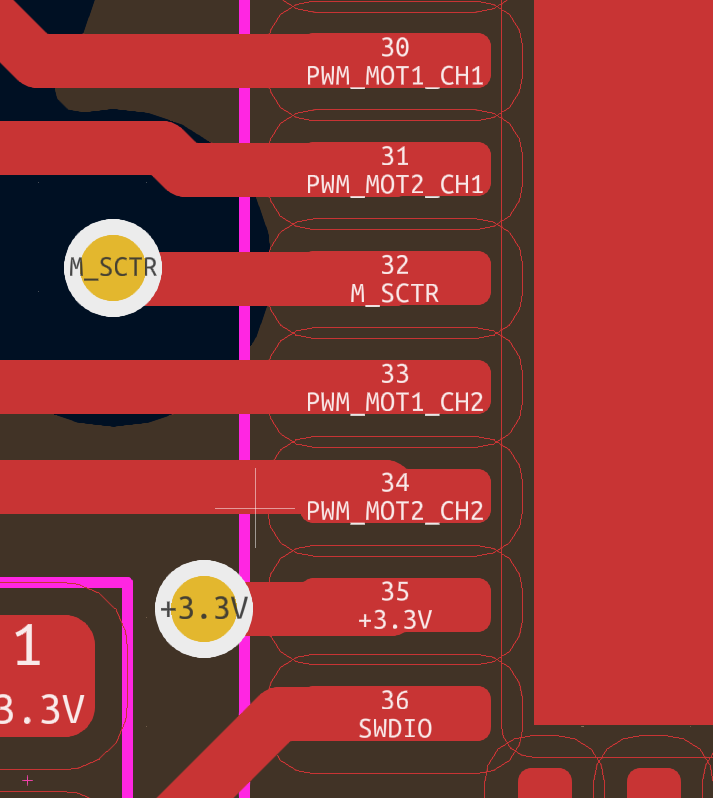 30
PWM_MOT1_CH1
31
PWM_MOT2_CH1
M_SCTR
32
M_SCTR
33
PWM_MOT1_CH2
34
PWM_MOT2_CH2
+3.3V
35
+3.3V
1
3.3V
36
SWDIO